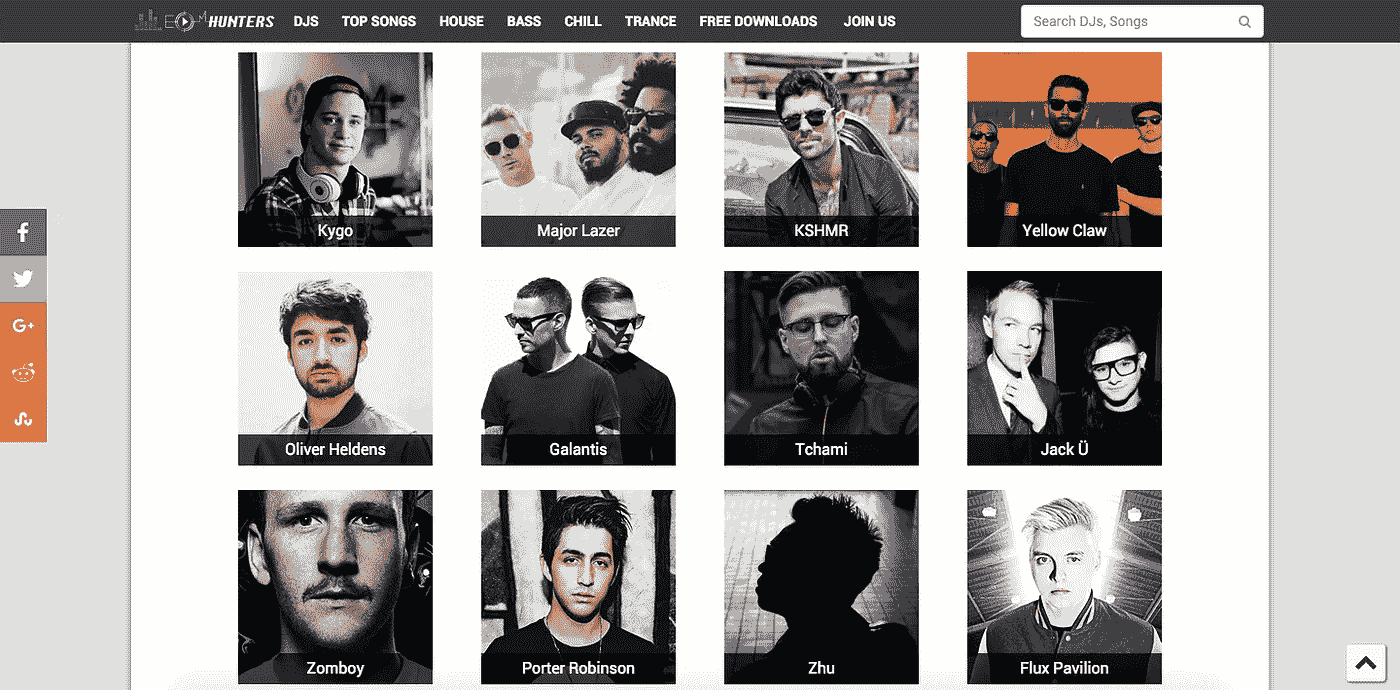 EDM HUNTERS DJS TOP SONGS HOUSE BASS CHILL TRANCE FREE DOWNLOADS JOIN US Search DJs, Songs
Kygo Major Lazer KSHMR Yellow Claw
G+
Oliver Heldens Galantis Tchami Jack Ü
Zomboy Porter Robinson Zhu Flux Pavilion